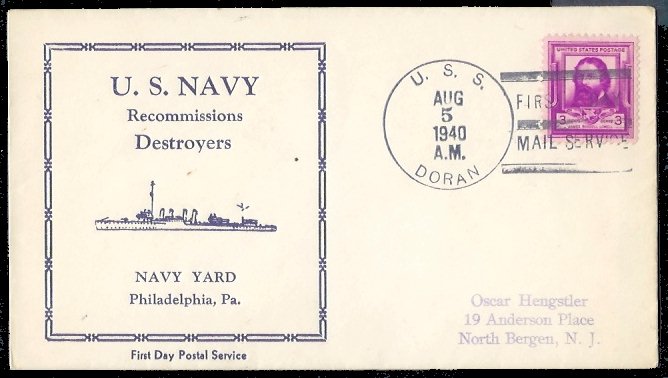 U. S. NAVY
Recommissions
Destroyers
NAVY YARD
Philadelphia, Pa.
First Day Postal Service
U. S. S.
AUG
5
1940
A.M.
DORAN
FIRS
MAIL SERVICE
UNITED STATES POSTAGE
3 3
Oscar Hengstler
19 Anderson Place
North Bergen, N. J.